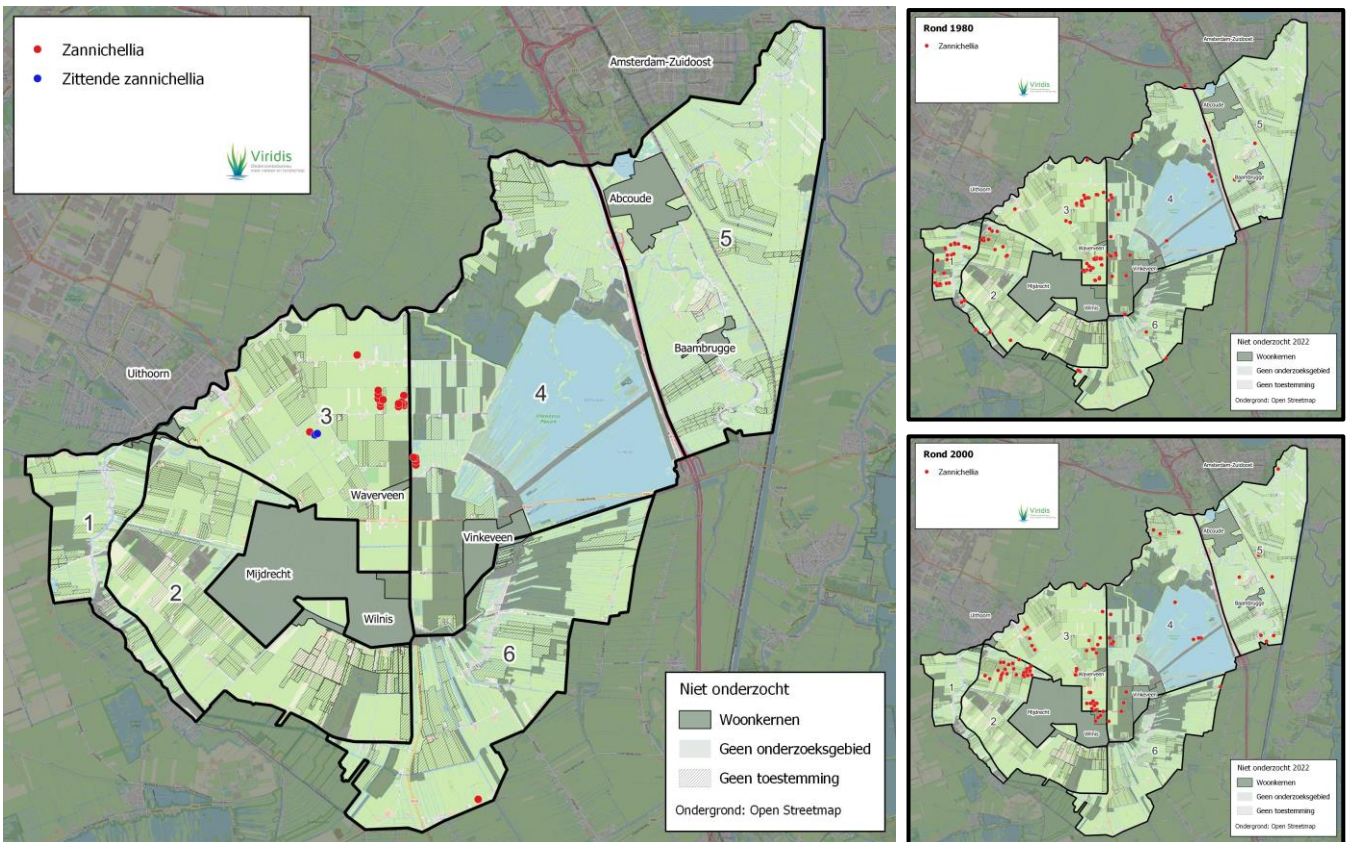 Zannichellia
Zittende zannichellia
Viridis
Amsterdam-Zuidoost
Abcoude
5
Baambrugge
Uithoorn
4
3
Waverveen
1
Vinkeveen
Mijdrecht
2
Wilnis
6
Niet onderzocht
Woonkernen
Geen onderzoeksgebied
Geen toestemming
Ondergrond: Open Streetmap
Rond 1980
Zannichellia
Viridis
Amsterdam-Zuidoost
Abcoude
5
Baambrugge
Uithoorn
4
3
Waverveen
1
Vinkeveen
Mijdrecht
2
Wilnis
6
Niet onderzocht 2022
Woonkernen
Geen onderzoeksgebied
Geen toestemming
Ondergrond: Open Streetmap
Rond 2000
Zannichellia
Viridis
Amsterdam-Zuidoost
Abcoude
5
Baambrugge
Uithoorn
4
3
Waverveen
1
Vinkeveen
Mijdrecht
2
Wilnis
6
Niet onderzocht 2022
Woonkernen
Geen onderzoeksgebied
Geen toestemming
Ondergrond: Open Streetmap